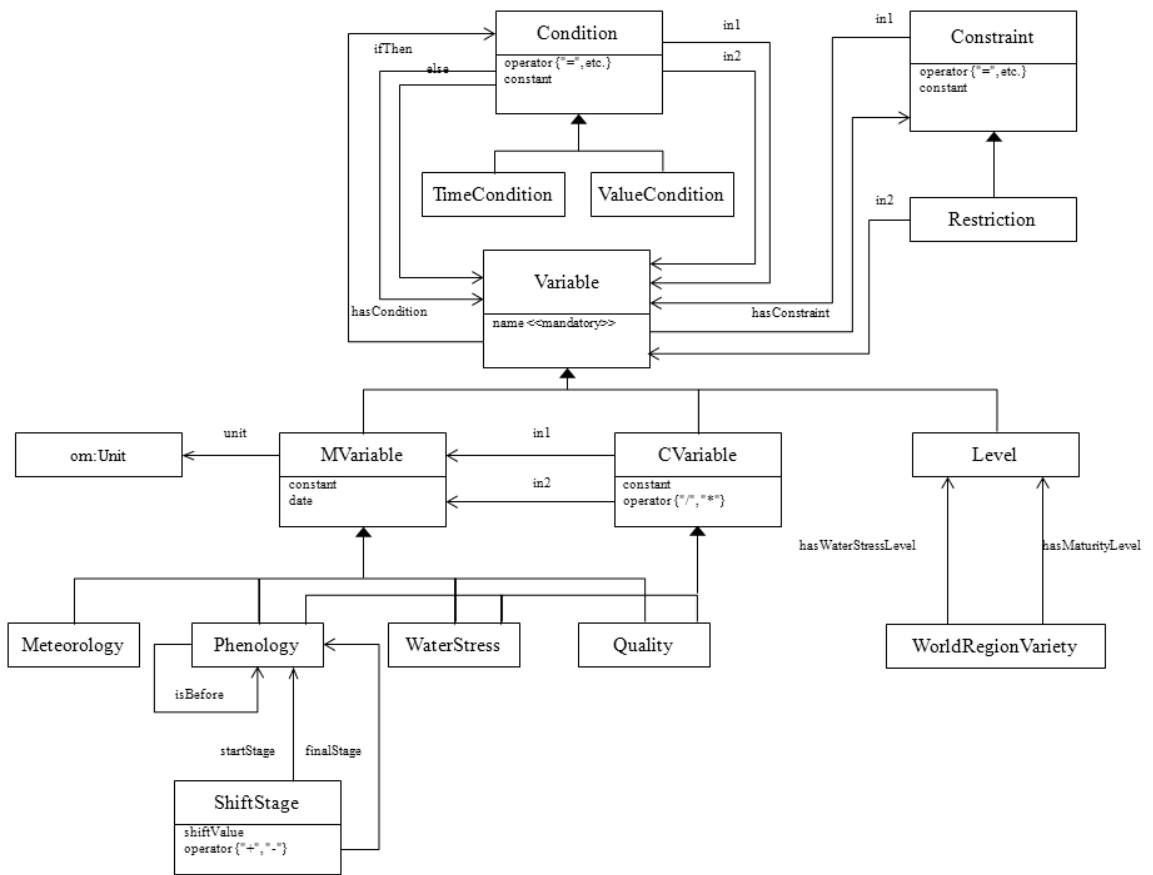 Condition
operator {"=", etc.}
constant
in1
in2
ifThen
else
in1
Constraint
operator {"=", etc.}
constant
TimeCondition
ValueCondition
in2
Restriction
Variable
name <<mandatory>>
hasCondition
hasConstraint
om:Unit
unit
MVariable
constant
date
in1
in2
CVariable
constant
operator {"/", "*"}
Level
hasWaterStressLevel
hasMaturityLevel
Meteorology
Phenology
WaterStress
Quality
WorldRegionVariety
isBefore
startStage
finalStage
ShiftStage
shiftValue
operator {"+", "-"}